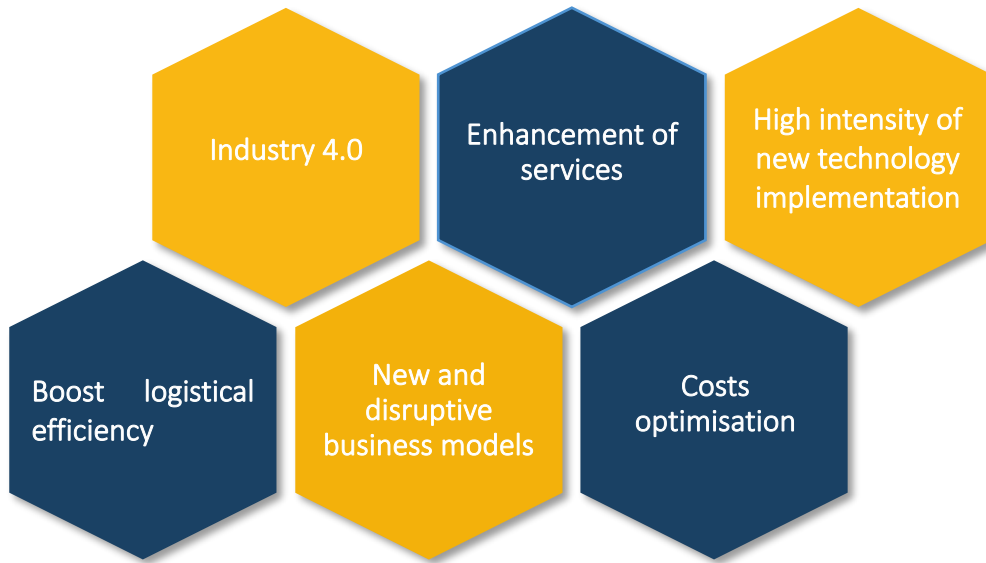 Industry 4.0
Enhancement of
services
High intensity of
new technology
implementation
Boost logistical
efficiency
New and
disruptive
business models
Costs
optimisation